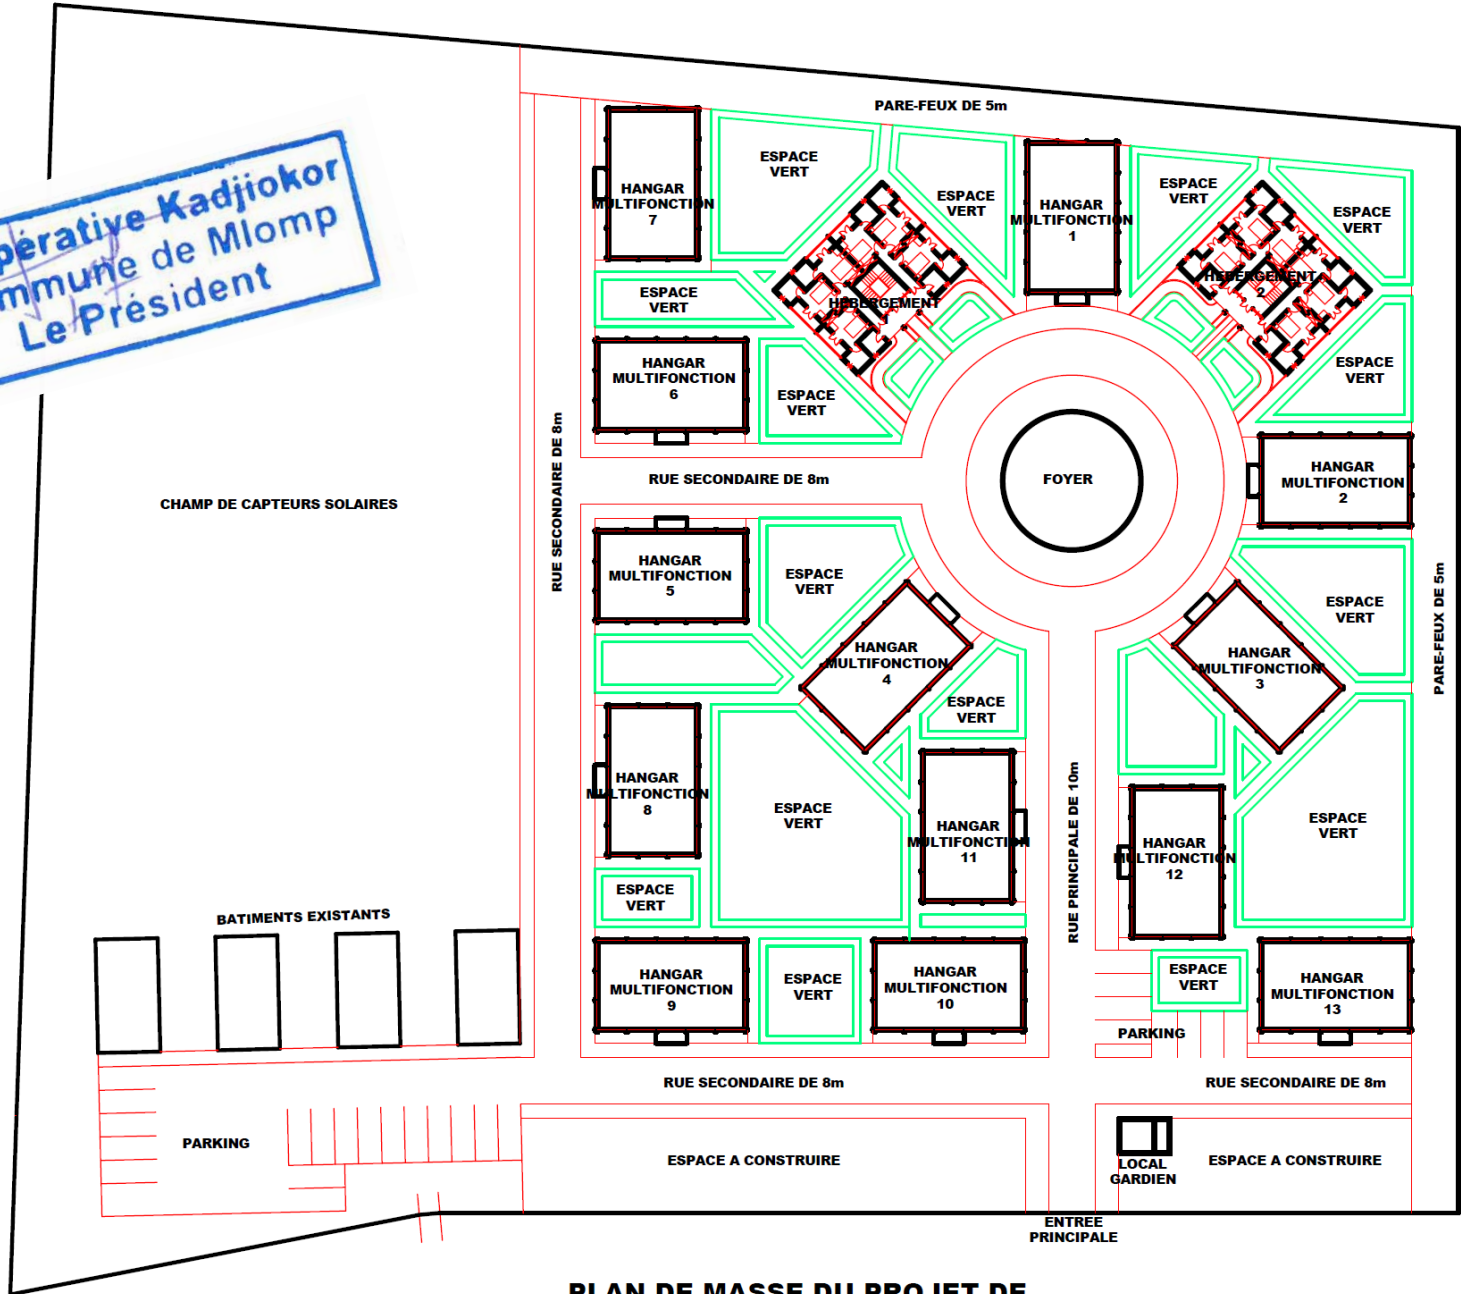 PARE-FEUX DE 5m
pérative Kadjiokor
mmune de Mlomp
Le Président
HANGAR
MULTIFONCTION
7
ESPACE
VERT
ESPACE
VERT
HANGAR
MULTIFONCTION
1
ESPACE
VERT
ESPACE
VERT
HEBERGEMENT
HEBERGEMENT
2
ESPACE
VERT
HANGAR
MULTIFONCTION
6
ESPACE
VERT
ESPACE
VERT
RUE SECONDAIRE DE 8m
RUE SECONDAIRE DE 8m
FOYER
HANGAR
MULTIFONCTION
2
CHAMP DE CAPTEURS SOLAIRES
HANGAR
MULTIFONCTION
5
ESPACE
VERT
ESPACE
VERT
PARE-FEUX DE 5m
HANGAR
MULTIFONCTION
4
HANGAR
MULTIFONCTION
3
ESPACE
VERT
HANGAR
MULTIFONCTION
8
ESPACE
VERT
HANGAR
MULTIFONCTION
11
RUE PRINCIPALE DE 10m
HANGAR
MULTIFONCTION
12
ESPACE
VERT
ESPACE
VERT
BATIMENTS EXISTANTS
HANGAR
MULTIFONCTION
9
ESPACE
VERT
HANGAR
MULTIFONCTION
10
ESPACE
VERT
HANGAR
MULTIFONCTION
13
PARKING
RUE SECONDAIRE DE 8m
RUE SECONDAIRE DE 8m
PARKING
ESPACE A CONSTRUIRE
LOCAL
GARDIEN
ESPACE A CONSTRUIRE
ENTREE
PRINCIPALE
PLAN DE MASSE DU PROJET DE